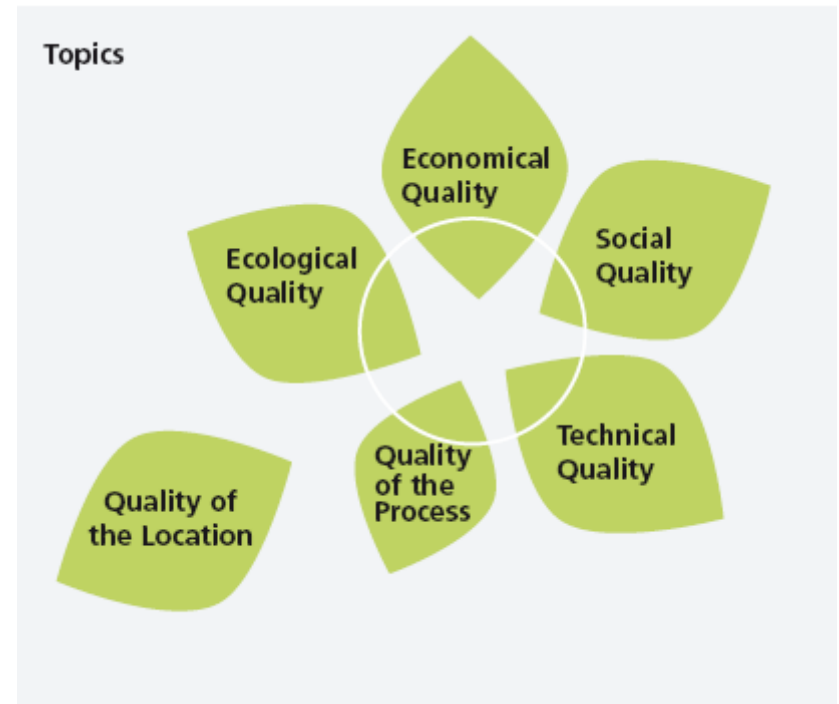 Topics
Economical
Quality
Social
Quality
Ecological
Quality
Technical
Quality
Quality
of the
Process
Quality of
the Location